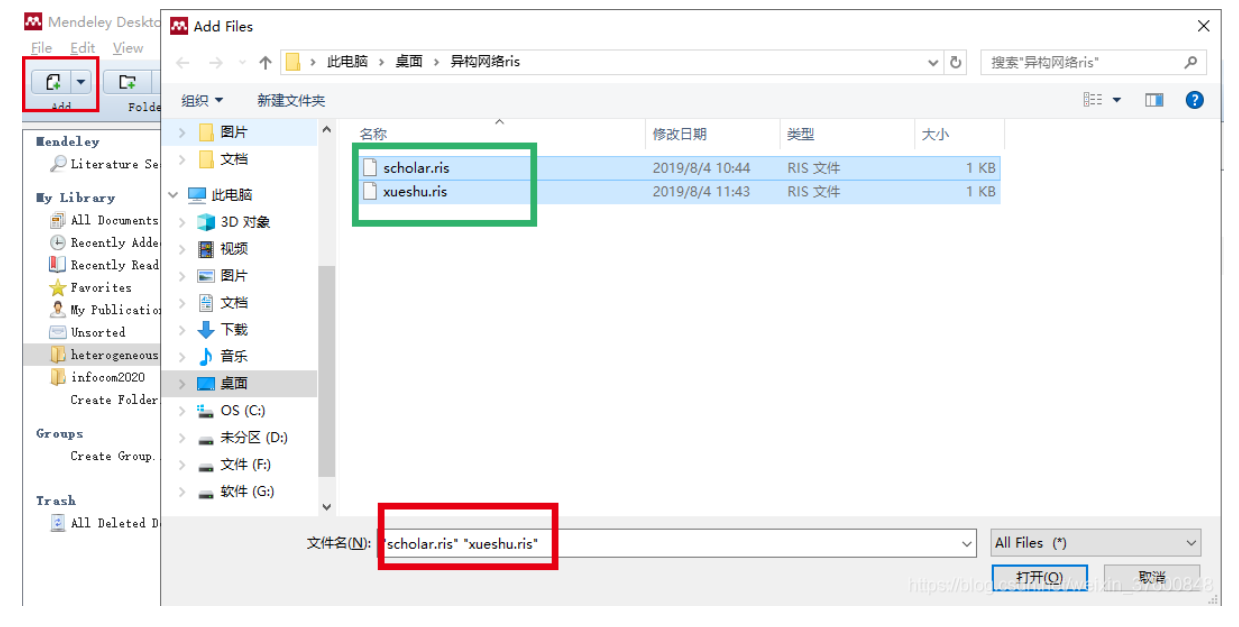 Mendeley Deskto
File Edit View
Add Folde
Mendeley
Literature Se
My Library
All Documents
Recently Adde
Recently Read
Favorites
My Publicatio
Unsorted
heterogeneous
infocom2020
Create Folder
Groups
Create Group.
Trash
All Deleted D
Add Files
此电脑 › 桌面 › 异构网络ris
搜索"异构网络ris"
组织 新建文件夹
图片
文档
此电脑
3D 对象
视频
图片
文档
下载
音乐
桌面
OS (C:)
未分区 (D:)
文件 (F:)
软件 (G:)
名称 修改日期 类型 大小
scholar.ris 2019/8/4 10:44 RIS 文件 1 KB
xueshu.ris 2019/8/4 11:43 RIS 文件 1 KB
文件名(N): "scholar.ris" "xueshu.ris" All Files (*)
打开(O) 取消
https://blog.csdn.net/weixin_37600848